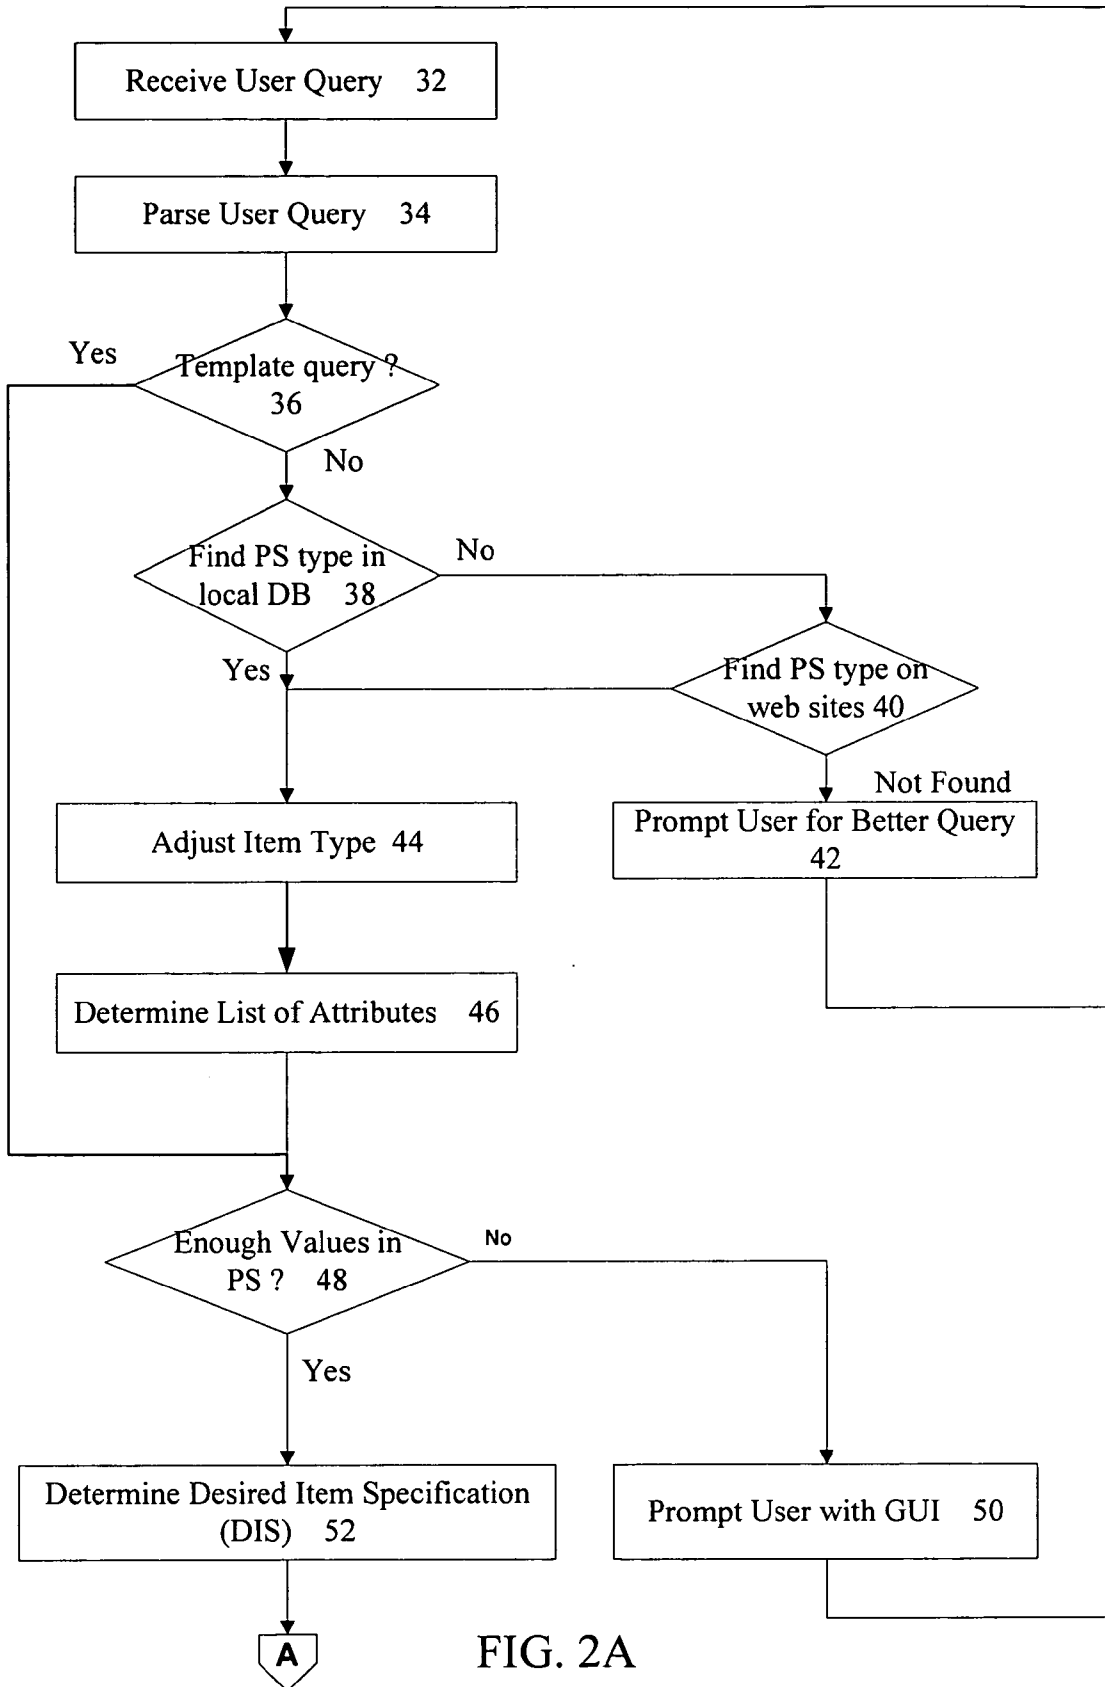 Receive User Query 32
Parse User Query 34
Yes
Template query ?
36
No
Find PS type in
local DB 38
No
Yes
Find PS type on
web sites 40
Not Found
Prompt User for Better Query
42
Adjust Item Type 44
Determine List of Attributes 46
Enough Values in
PS ? 48
No
Yes
Determine Desired Item Specification
(DIS) 52
Prompt User with GUI 50
A
FIG. 2A